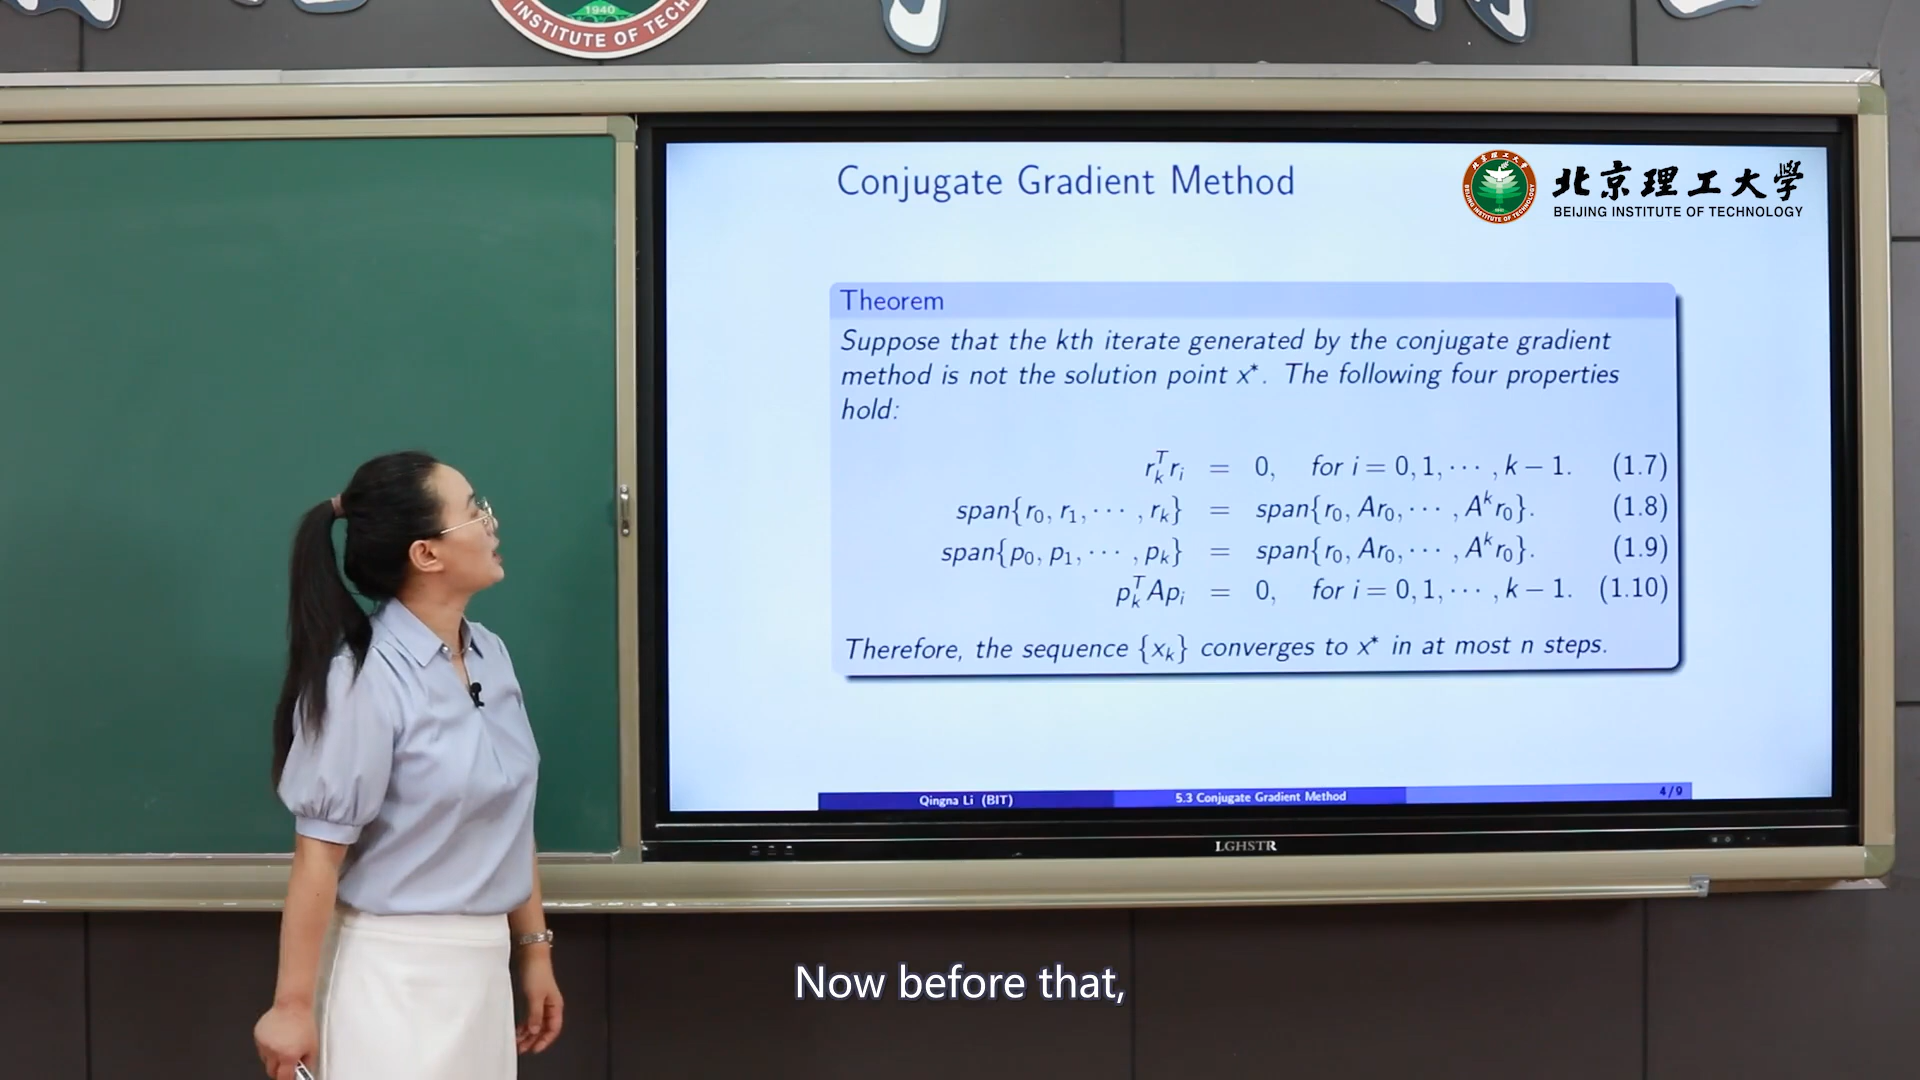 1940
INSTITUTE OF TECH
Conjugate Gradient Method
北京理工大学
BEIJING INSTITUTE OF TECHNOLOGY
Theorem
Suppose that the kth iterate generated by the conjugate gradient
method is not the solution point x*. The following four properties
hold:
r_k^T r_i = 0, for i = 0, 1, ⋯ , k − 1. (1.7)
span{r_0, r_1, ⋯ , r_k} = span{r_0, Ar_0, ⋯ , A^k r_0}. (1.8)
span{p_0, p_1, ⋯ , p_k} = span{r_0, Ar_0, ⋯ , A^k r_0}. (1.9)
p_k^T Ap_i = 0, for i = 0, 1, ⋯ , k − 1. (1.10)
Therefore, the sequence {x_k} converges to x* in at most n steps.
Qingna Li (BIT) 5.3 Conjugate Gradient Method 4/9
LGHSTR
Now before that,